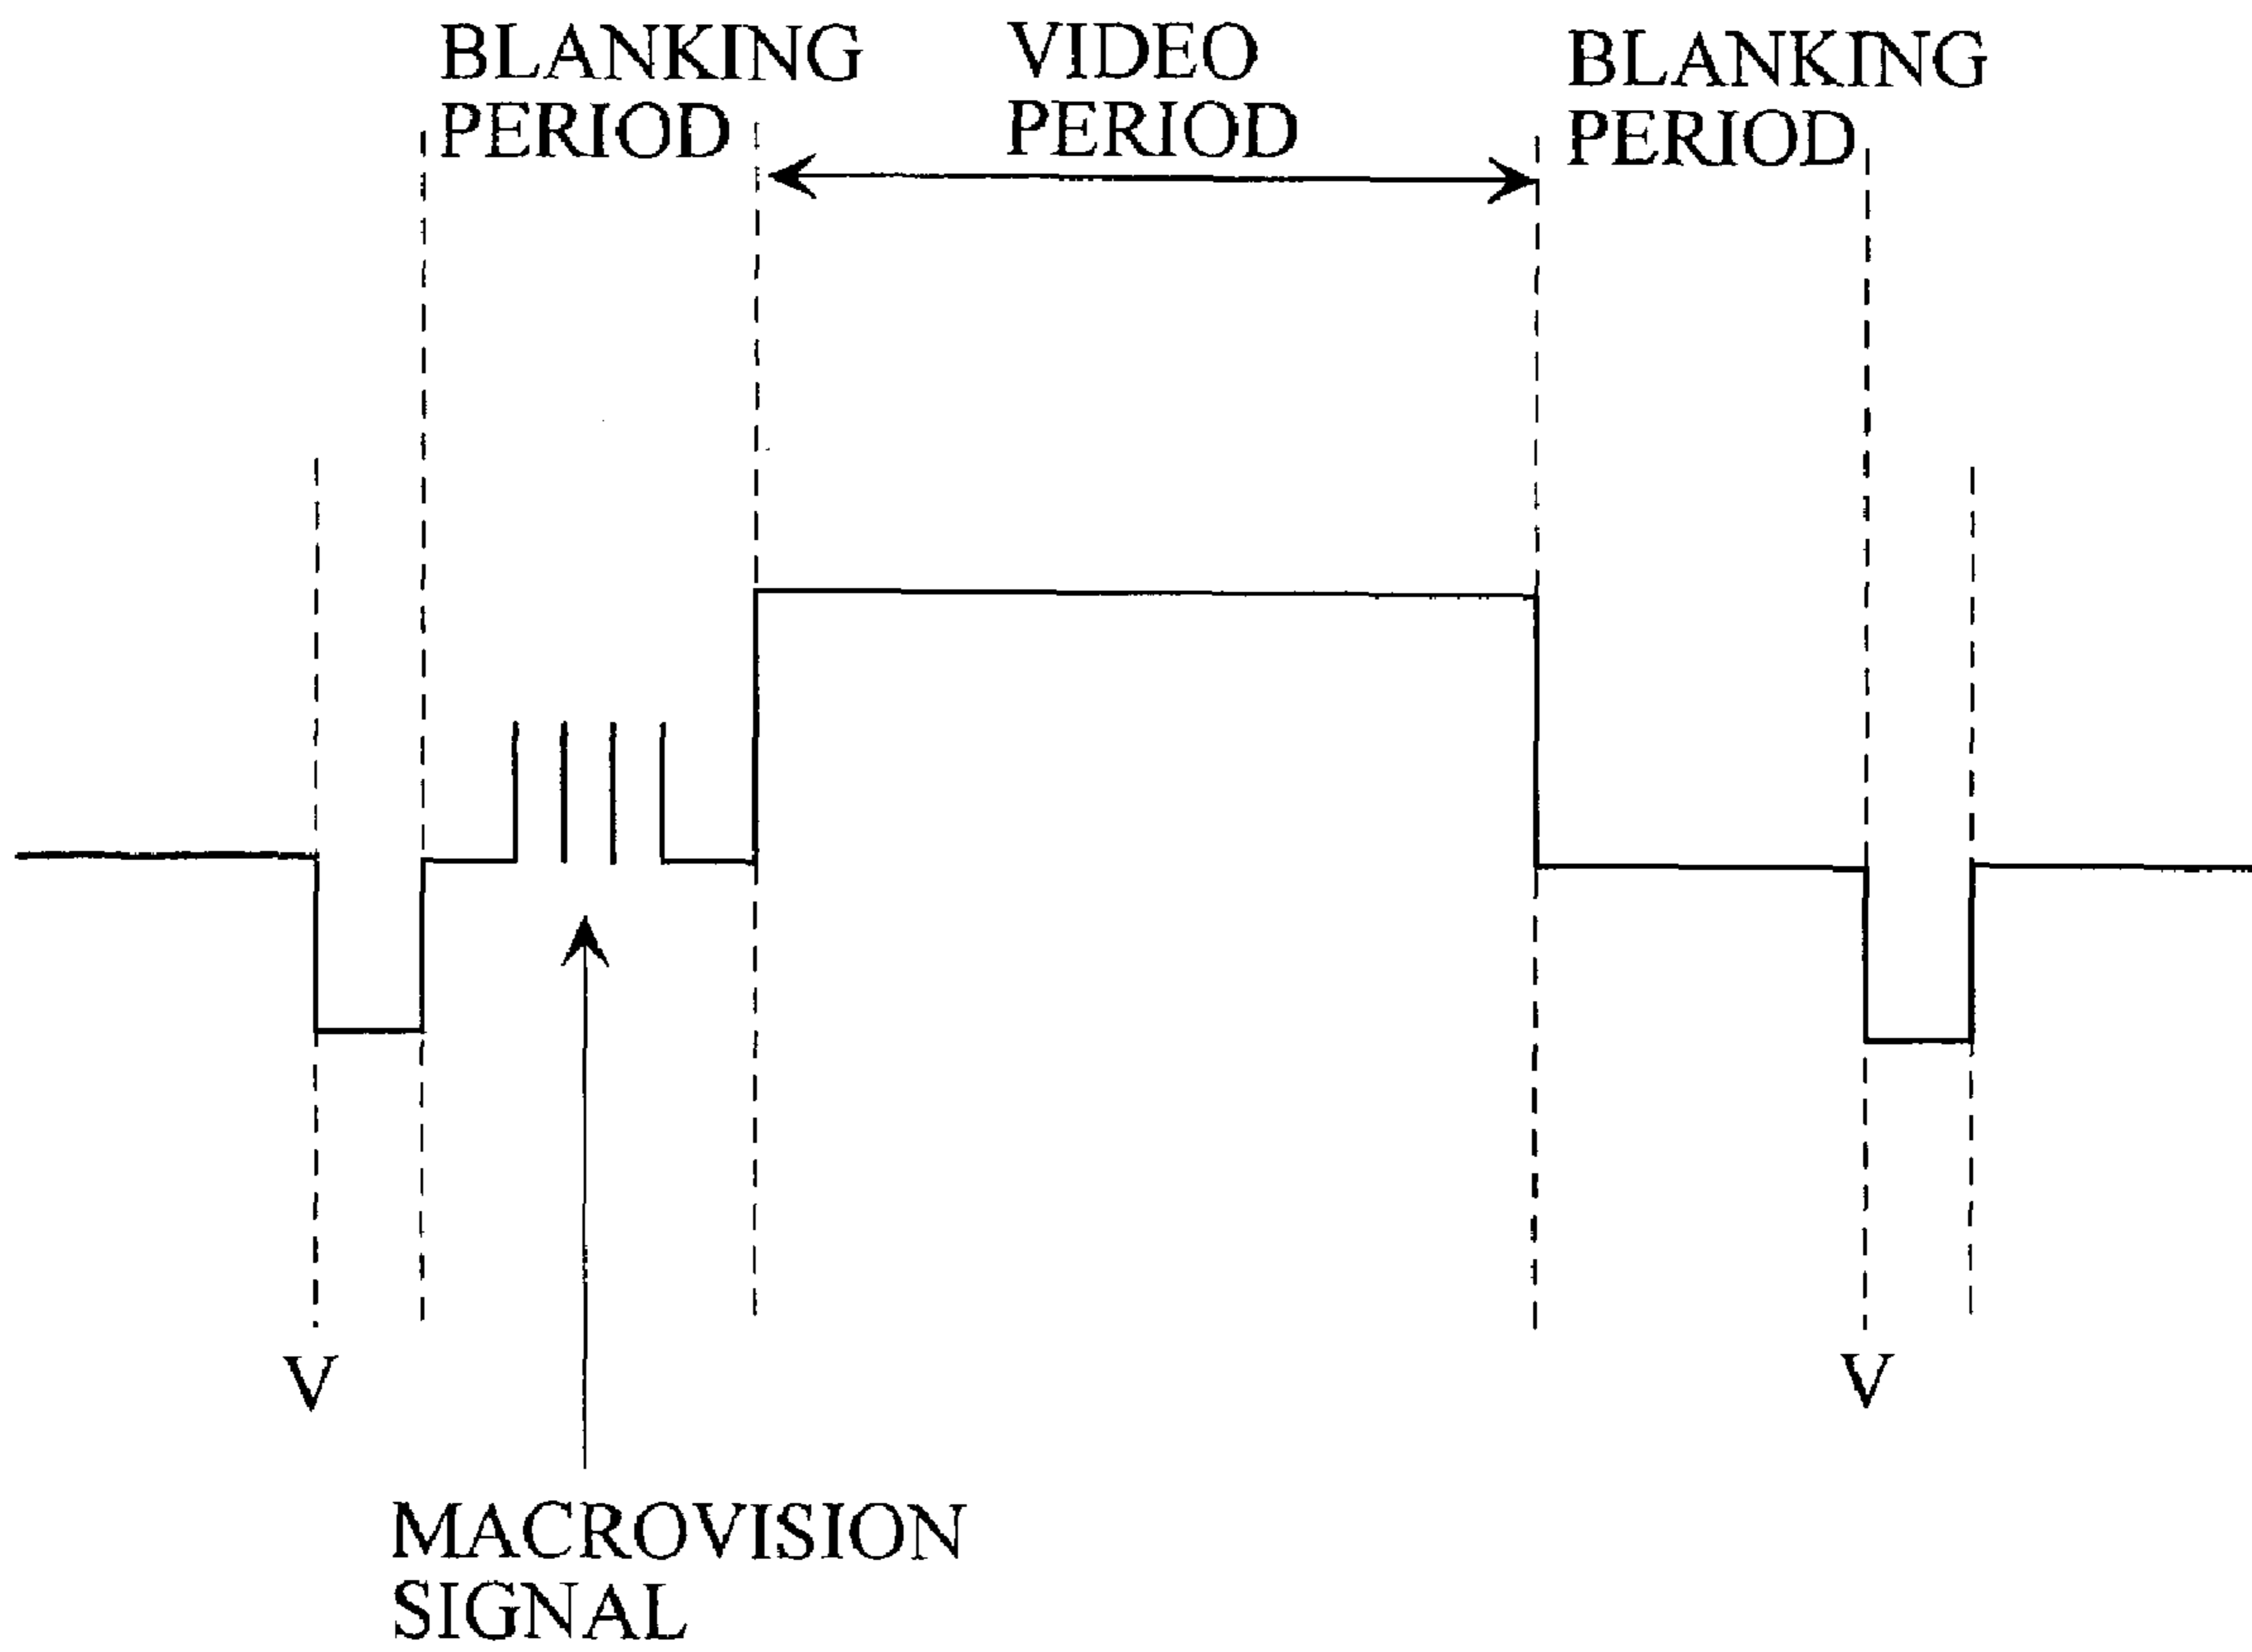 BLANKING
PERIOD
VIDEO
PERIOD
BLANKING
PERIOD
V
V
MACROVISION
SIGNAL